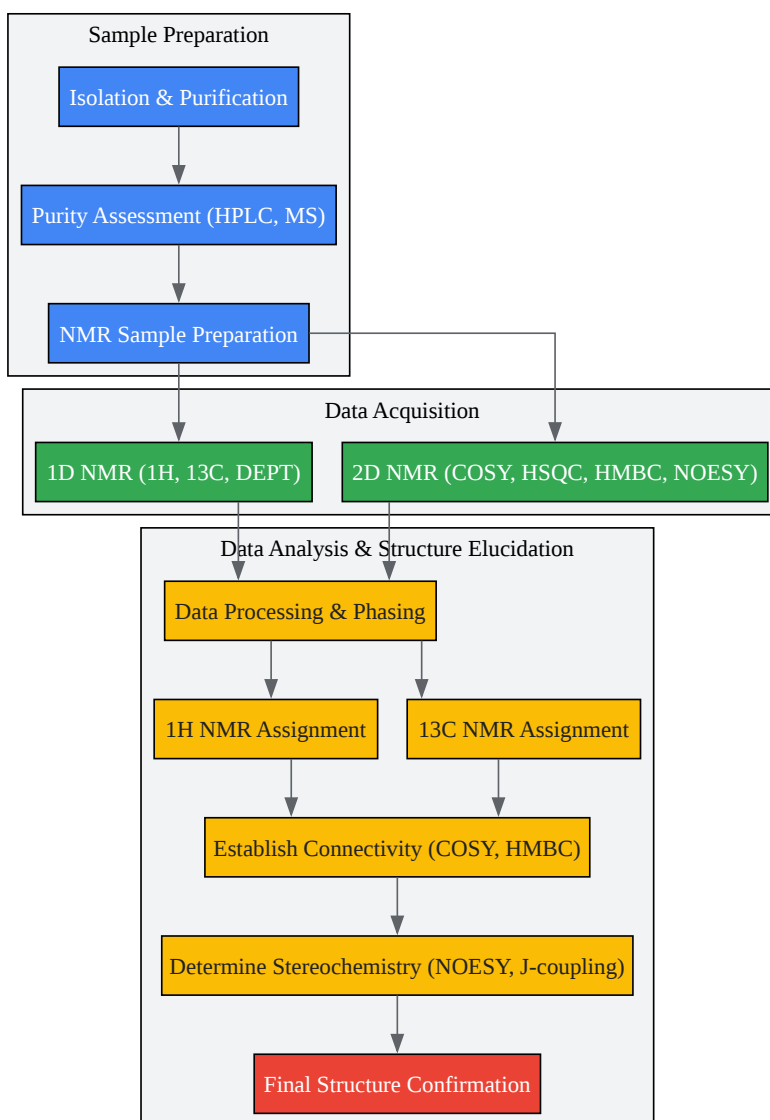 Sample Preparation
Isolation & Purification
Purity Assessment (HPLC, MS)
NMR Sample Preparation
Data Acquisition
1D NMR (1H, 13C, DEPT)
2D NMR (COSY, HSQC, HMBC, NOESY)
Data Analysis & Structure Elucidation
Data Processing & Phasing
1H NMR Assignment
13C NMR Assignment
Establish Connectivity (COSY, HMBC)
Determine Stereochemistry (NOESY, J-coupling)
Final Structure Confirmation